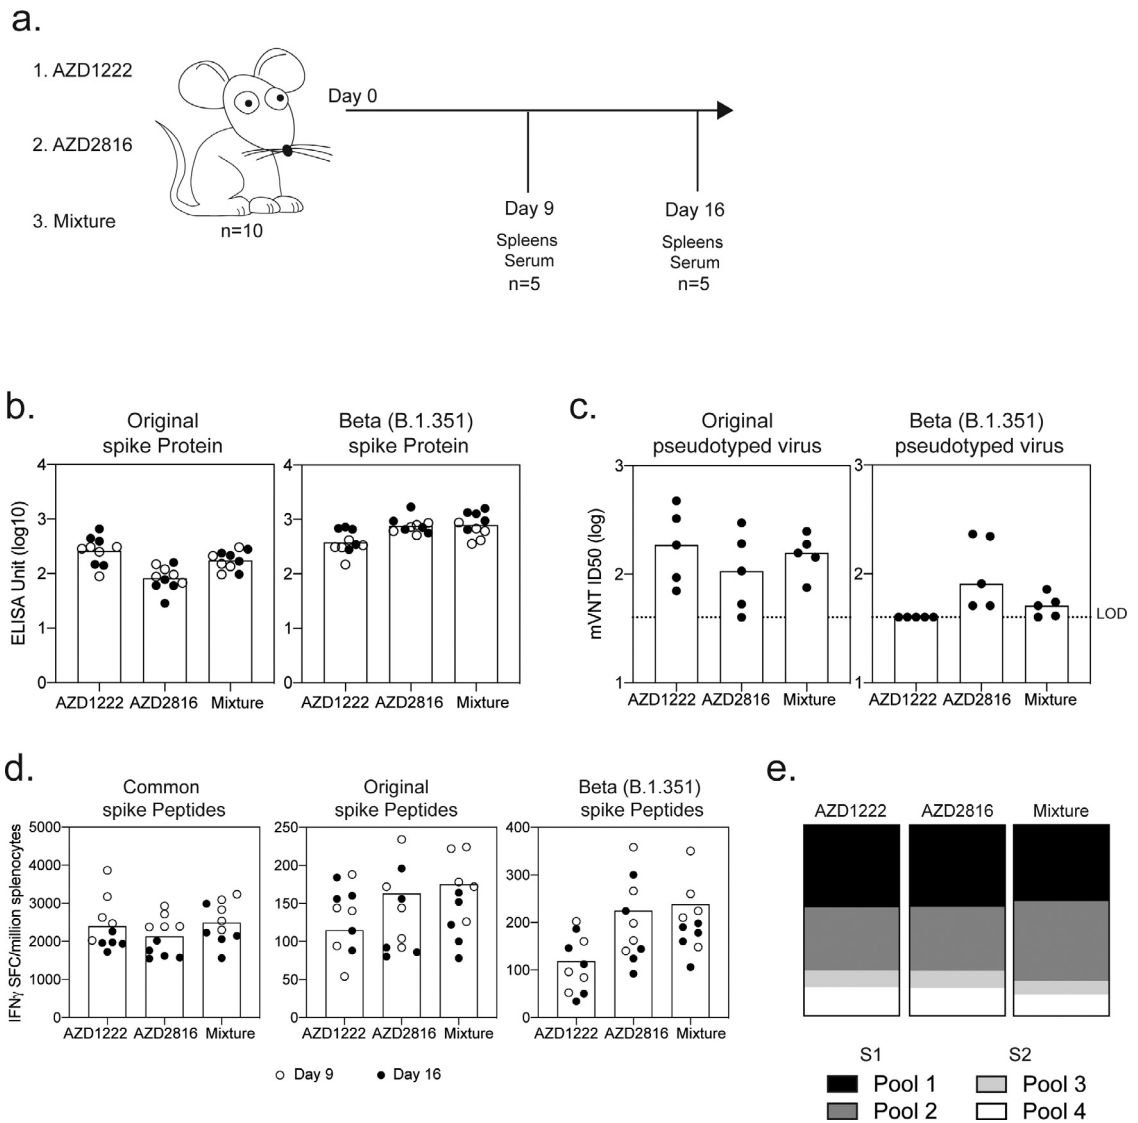 a.
1. AZD1222
2. AZD2816
3. Mixture
n=10
Day 0
Day 9
Spleens
Serum
n=5
Day 16
Spleens
Serum
n=5
b.
Original
spike Protein
Beta (B.1.351)
spike Protein
ELISA Unit (log10)
4
3
2
1
0
AZD1222 AZD2816 Mixture
4
3
2
1
0
AZD1222 AZD2816 Mixture
c.
Original
pseudotyped virus
Beta (B.1.351)
pseudotyped virus
mVNT ID50 (log)
3
2
1
AZD1222 AZD2816 Mixture
3
2
1
LOD
AZD1222 AZD2816 Mixture
d.
Common
spike Peptides
Original
spike Peptides
Beta (B.1.351)
spike Peptides
IFNγ SFC/million splenocytes
5000
4000
3000
2000
1000
0
AZD1222 AZD2816 Mixture
250
200
150
100
50
0
AZD1222 AZD2816 Mixture
400
300
200
100
0
AZD1222 AZD2816 Mixture
Day 9 Day 16
e.
AZD1222 AZD2816 Mixture
S1 S2
Pool 1 Pool 3
Pool 2 Pool 4